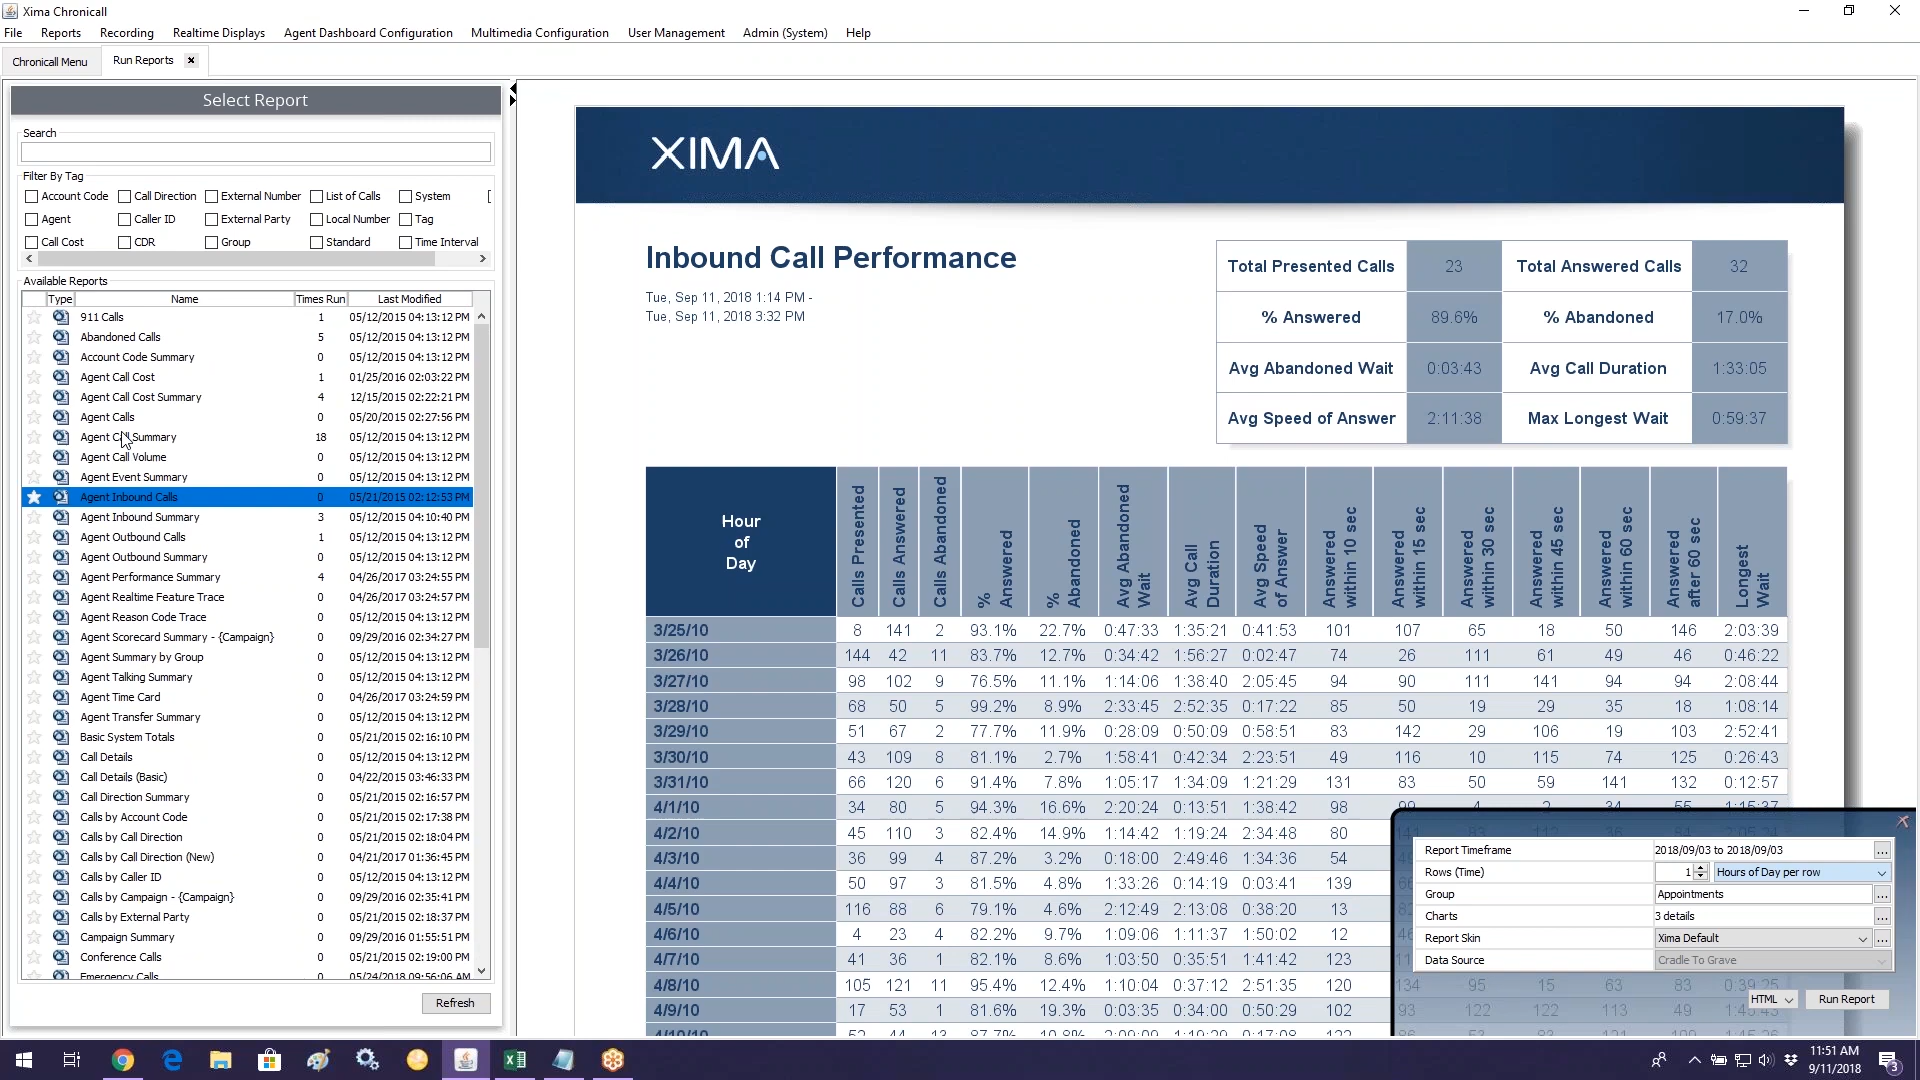 Xima Chronicall
File Reports Recording Realtime Displays Agent Dashboard Configuration Multimedia Configuration User Management Admin (System) Help
Chronicall Menu Run Reports
Select Report
Search
Filter By Tag
Account Code Call Direction External Number List of Calls System
Agent Caller ID External Party Local Number Tag
Call Cost CDR Group Standard Time Interval
Available Reports
Type Name Times Run Last Modified
911 Calls 1 05/12/2015 04:13:12 PM
Abandoned Calls 5 05/12/2015 04:13:12 PM
Account Code Summary 0 05/12/2015 04:13:12 PM
Agent Call Cost 1 01/25/2016 02:03:22 PM
Agent Call Cost Summary 4 12/15/2015 02:22:21 PM
Agent Calls 0 05/20/2015 02:27:56 PM
Agent Call Summary 18 05/12/2015 04:13:12 PM
Agent Call Volume 0 05/12/2015 04:13:12 PM
Agent Event Summary 0 05/12/2015 04:13:12 PM
Agent Inbound Calls 0 05/21/2015 02:12:53 PM
Agent Inbound Summary 3 05/12/2015 04:10:40 PM
Agent Outbound Calls 1 05/12/2015 04:13:12 PM
Agent Outbound Summary 0 05/12/2015 04:13:12 PM
Agent Performance Summary 4 04/26/2017 03:24:55 PM
Agent Realtime Feature Trace 0 04/26/2017 03:24:57 PM
Agent Reason Code Trace 0 05/12/2015 04:13:12 PM
Agent Scorecard Summary - {Campaign} 0 09/29/2016 02:34:27 PM
Agent Summary by Group 0 05/12/2015 04:13:12 PM
Agent Talking Summary 0 05/12/2015 04:13:12 PM
Agent Time Card 0 04/26/2017 03:24:59 PM
Agent Transfer Summary 0 05/12/2015 04:13:12 PM
Basic System Totals 0 05/21/2015 02:16:10 PM
Call Details 0 05/12/2015 04:13:12 PM
Call Details (Basic) 0 04/22/2015 03:46:33 PM
Call Direction Summary 0 05/21/2015 02:16:57 PM
Calls by Account Code 0 05/21/2015 02:17:38 PM
Calls by Call Direction 0 05/21/2015 02:18:04 PM
Calls by Call Direction (New) 0 04/21/2017 01:36:45 PM
Calls by Caller ID 0 05/12/2015 04:13:12 PM
Calls by Campaign - {Campaign} 0 09/29/2016 02:35:41 PM
Calls by External Party 0 05/21/2015 02:18:37 PM
Campaign Summary 0 09/29/2016 01:55:51 PM
Conference Calls 0 05/21/2015 02:19:00 PM
Emergency Calls 0 05/24/2018 09:56:06 AM
Refresh
XIMA
Inbound Call Performance
Tue, Sep 11, 2018 1:14 PM -
Tue, Sep 11, 2018 3:32 PM
Total Presented Calls 23 Total Answered Calls 32
% Answered 89.6% % Abandoned 17.0%
Avg Abandoned Wait 0:03:43 Avg Call Duration 1:33:05
Avg Speed of Answer 2:11:38 Max Longest Wait 0:59:37
Hour
of
Day
Calls Presented
Calls Answered
Calls Abandoned
% Answered
% Abandoned
Avg Abandoned Wait
Avg Call Duration
Avg Speed of Answer
Answered within 10 sec
Answered within 15 sec
Answered within 30 sec
Answered within 45 sec
Answered within 60 sec
Answered after 60 sec
Longest Wait
3/25/10 8 141 2 93.1% 22.7% 0:47:33 1:35:21 0:41:53 101 107 65 18 50 146 2:03:39
3/26/10 144 42 11 83.7% 12.7% 0:34:42 1:56:27 0:02:47 74 26 111 61 49 46 0:46:22
3/27/10 98 102 9 76.5% 11.1% 1:14:06 1:38:40 2:05:45 94 90 111 141 94 94 2:08:44
3/28/10 68 50 5 99.2% 8.9% 2:33:45 2:52:35 0:17:22 85 50 19 29 35 18 1:08:14
3/29/10 51 67 2 77.7% 11.9% 0:28:09 0:50:09 0:58:51 83 142 29 106 19 103 2:52:41
3/30/10 43 109 8 81.1% 2.7% 1:58:41 0:42:34 2:23:51 49 116 10 115 74 125 0:26:43
3/31/10 66 120 6 91.4% 7.8% 1:05:17 1:34:09 1:21:29 131 83 50 59 141 132 0:12:57
4/1/10 34 80 5 94.3% 16.6% 2:20:24 0:13:51 1:38:42 98
4/2/10 45 110 3 82.4% 14.9% 1:14:42 1:19:24 2:34:48 80
4/3/10 36 99 4 87.2% 3.2% 0:18:00 2:49:46 1:34:36 54
4/4/10 50 97 3 81.5% 4.8% 1:33:26 0:14:19 0:03:41 139
4/5/10 116 88 6 79.1% 4.6% 2:12:49 2:13:08 0:38:20 13
4/6/10 4 23 4 82.2% 9.7% 1:09:06 1:11:37 1:50:02 12
4/7/10 41 36 1 82.1% 8.6% 1:03:50 0:35:51 1:41:42 123
4/8/10 105 121 11 95.4% 12.4% 1:10:04 0:37:12 2:51:35 120 134 95 15 63 83 0:39:25
4/9/10 17 53 1 81.6% 19.3% 0:03:35 0:34:00 0:50:29 102 93 122 122 113 49
4/10/10
Report Timeframe 2018/09/03 to 2018/09/03 ...
Rows (Time) 1 Hours of Day per row
Group Appointments ...
Charts 3 details ...
Report Skin Xima Default ...
Data Source Cradle To Grave
HTML Run Report
11:51 AM
9/11/2018
3